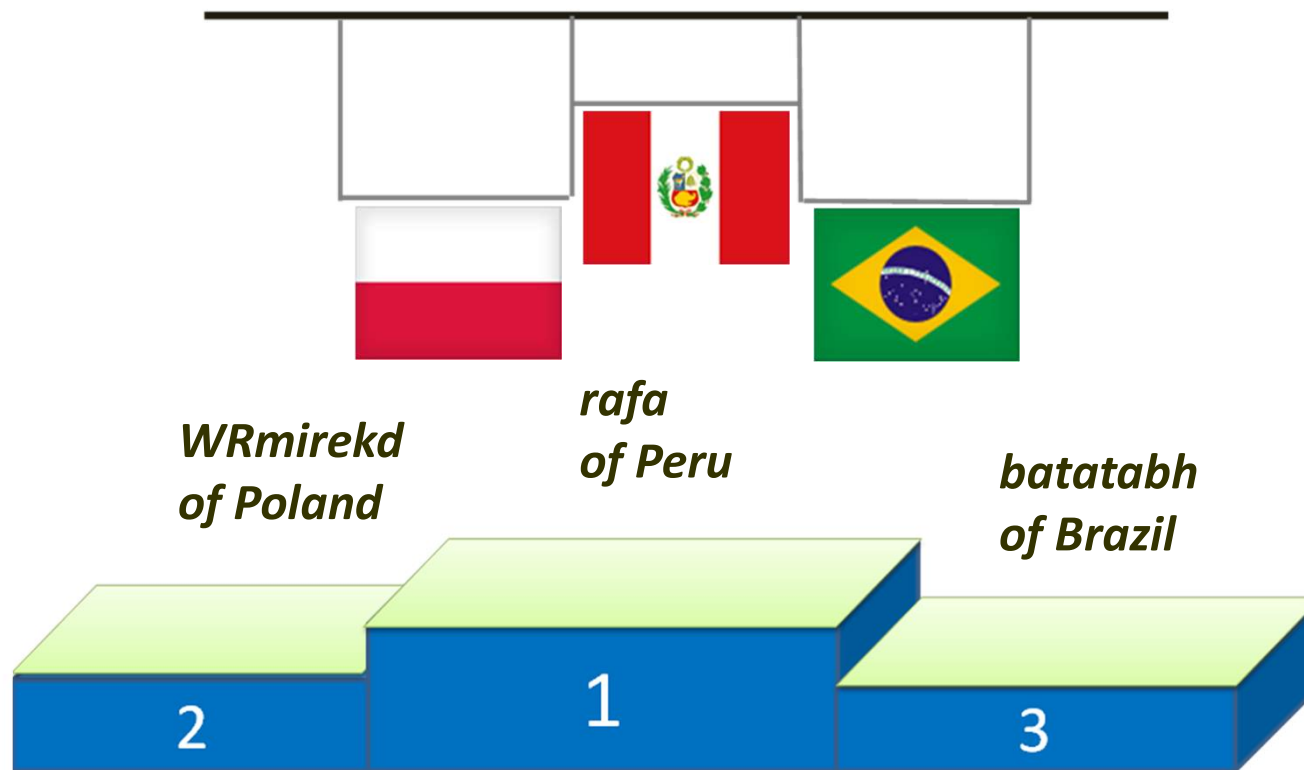 WRmirekd
of Poland
rafa
of Peru
batatabh
of Brazil
2
1
3